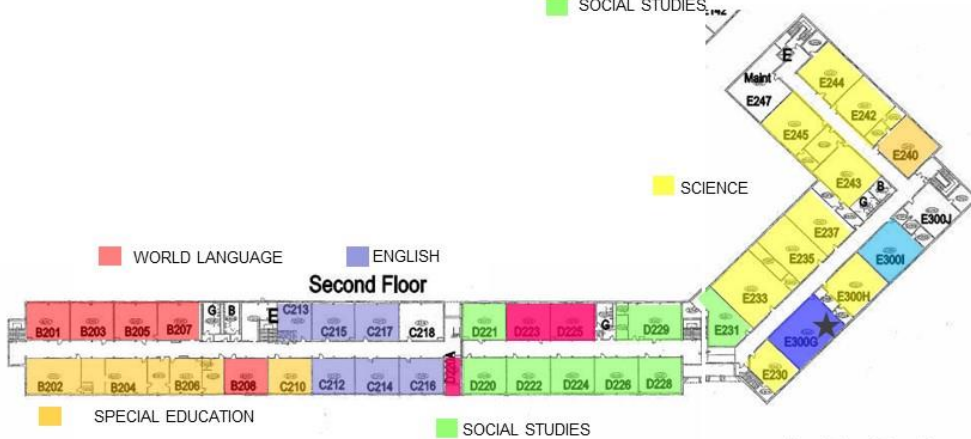 SOCIAL STUDIES
E
E244
Maint
E247
E242
E245
E240
E243
B
G
SCIENCE
E300J
E237
E300I
E235
WORLD LANGUAGE
ENGLISH
E233
E300H
Second Floor
B201
B203
B205
B207
G
B
E
C213
C215
C217
C218
D221
D223
D225
G
D229
E231
E300G
B202
B204
B206
B208
C210
C212
C214
C216
D220
D222
D224
D226
D228
E230
SPECIAL EDUCATION
SOCIAL STUDIES